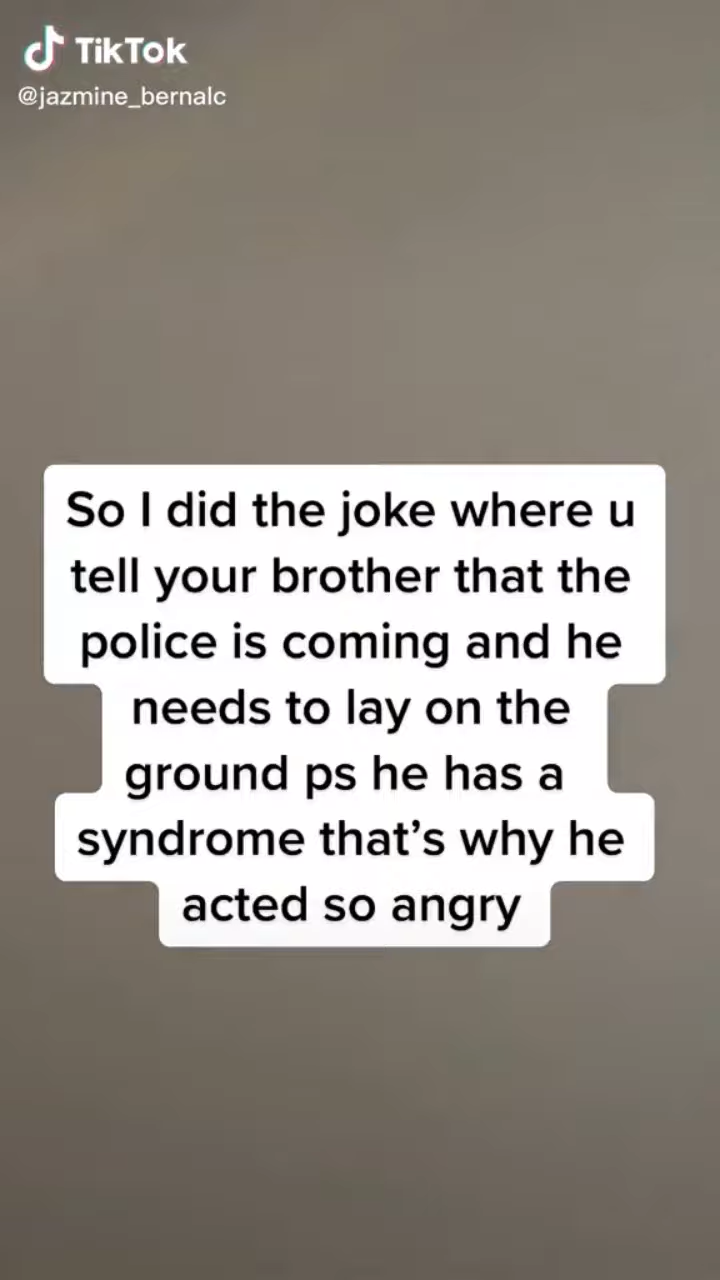 TikTok
@jazmine_bernalc
So I did the joke where u
tell your brother that the
police is coming and he
needs to lay on the
ground ps he has a
syndrome that's why he
acted so angry